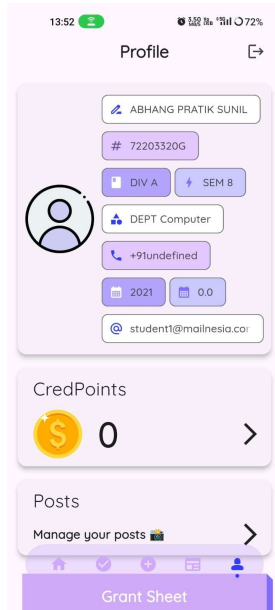 13:52
72%
Profile
ABHANG PRATIK SUNIL
# 72203320G
DIV A
SEM 8
DEPT Computer
+91undefined
2021
0.0
@ student1@mailnesia.cor
CredPoints
0
Posts
Manage your posts 📸
Grant Sheet